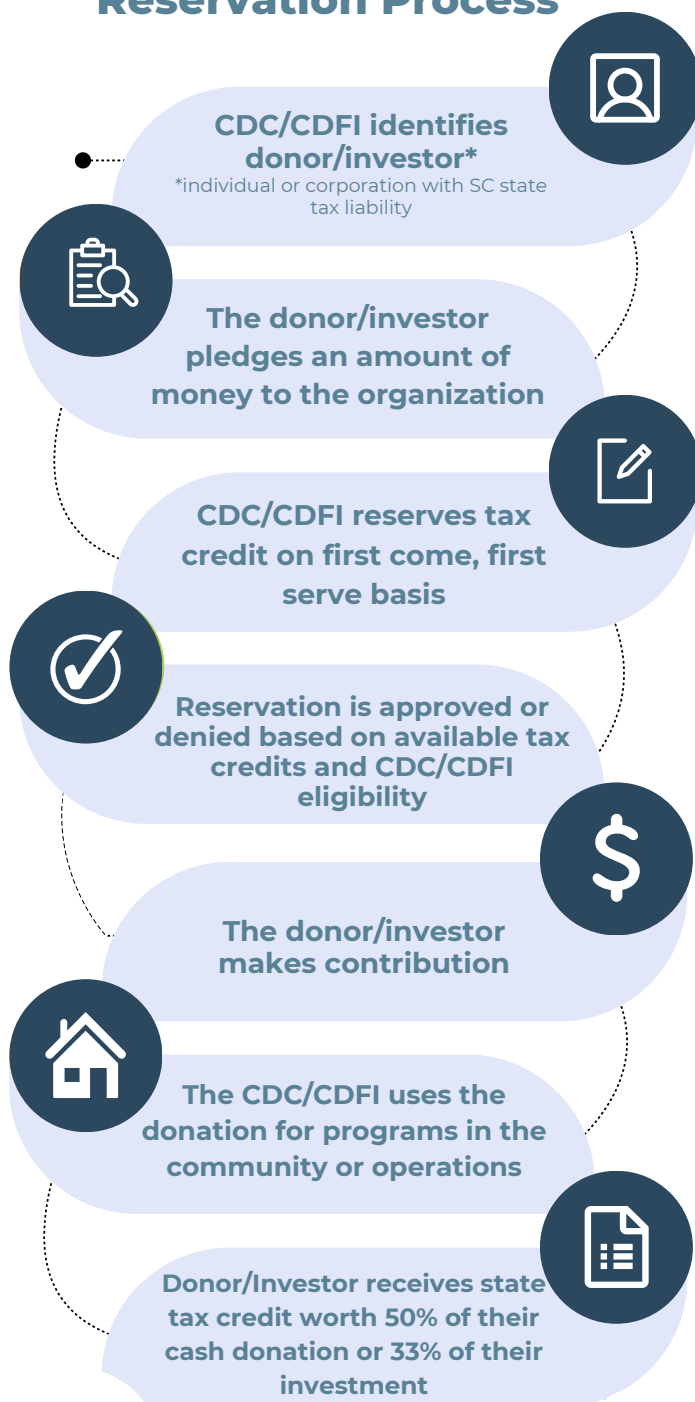 Reservation Process
CDC/CDFI identifies
donor/investor*
*individual or corporation with SC state
tax liability
The donor/investor
pledges an amount of
money to the organization
CDC/CDFI reserves tax
credit on first come, first
serve basis
Reservation is approved or
denied based on available tax
credits and CDC/CDFI
eligibility
The donor/investor
makes contribution
The CDC/CDFI uses the
donation for programs in the
community or operations
Donor/Investor receives state
tax credit worth 50% of their
cash donation or 33% of their
investment